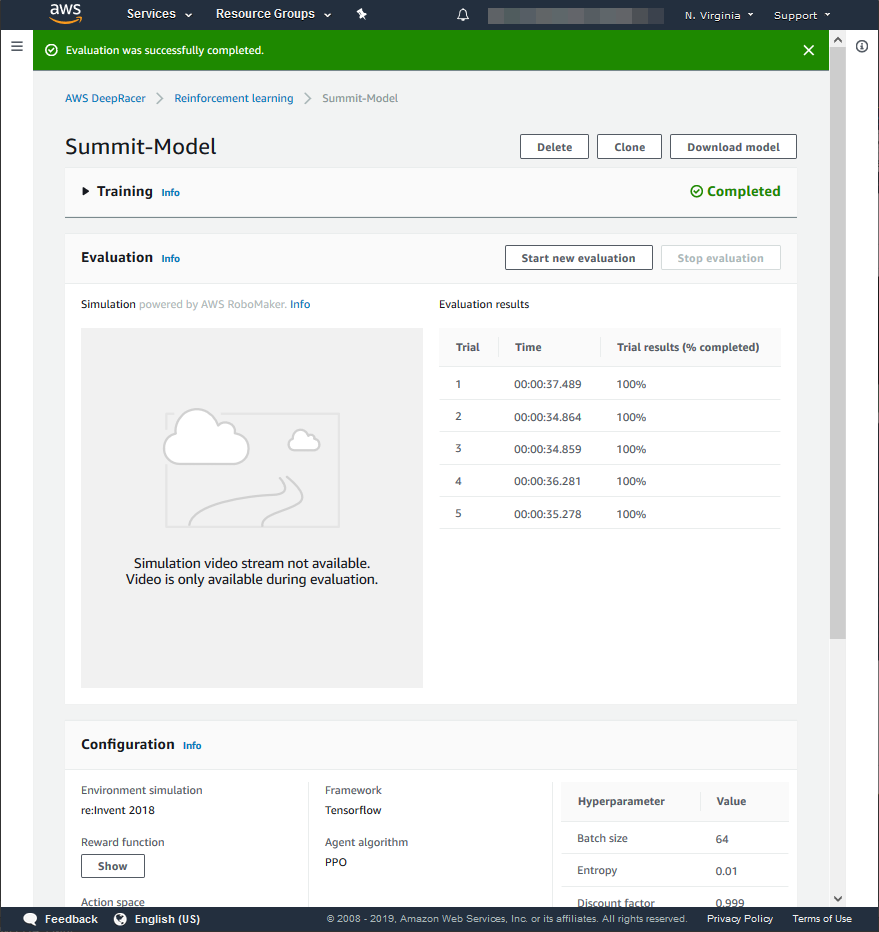 aws Services Resource Groups N. Virginia Support
Evaluation was successfully completed.
AWS DeepRacer Reinforcement learning Summit-Model
Summit-Model Delete Clone Download model
Training Info Completed
Evaluation Info Start new evaluation Stop evaluation
Simulation powered by AWS RoboMaker. Info
Evaluation results
Trial Time Trial results (% completed)
1 00:00:37.489 100%
2 00:00:34.864 100%
3 00:00:34.859 100%
4 00:00:36.281 100%
5 00:00:35.278 100%
Simulation video stream not available.
Video is only available during evaluation.
Configuration Info
Environment simulation
re:Invent 2018
Reward function
Show
Action space
Framework
Tensorflow
Agent algorithm
PPO
Hyperparameter Value
Batch size 64
Entropy 0.01
Discount factor 0.999
Feedback English (US) © 2008 - 2019, Amazon Web Services, Inc. or its affiliates. All rights reserved. Privacy Policy Terms of Use